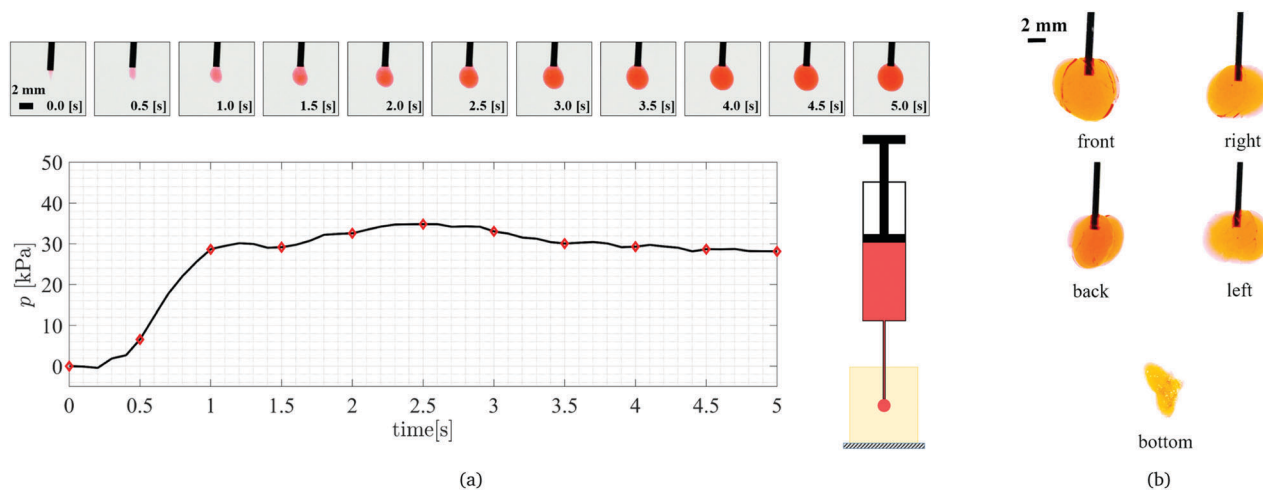 2 mm
0.0 [s]
0.5 [s]
1.0 [s]
1.5 [s]
2.0 [s]
2.5 [s]
3.0 [s]
3.5 [s]
4.0 [s]
4.5 [s]
5.0 [s]
50
40
30
20
10
0
p [kPa]
0 0.5 1 1.5 2 2.5 3 3.5 4 4.5 5
time[s]
(a)
2 mm
front
right
back
left
bottom
(b)